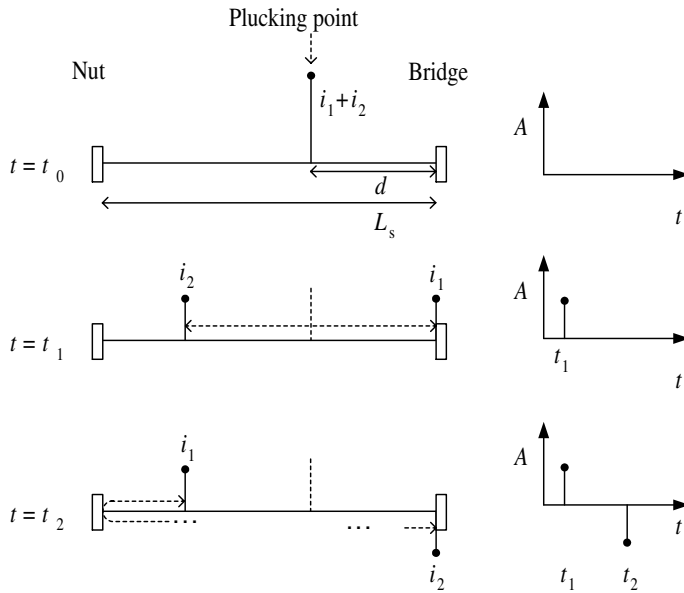 Plucking point
Nut
Bridge
i1+i2
A
t = t0
d
Ls
t
i2
i1
A
t = t1
t1
t
i1
A
t = t2
...
...
t
i2
t1
t2